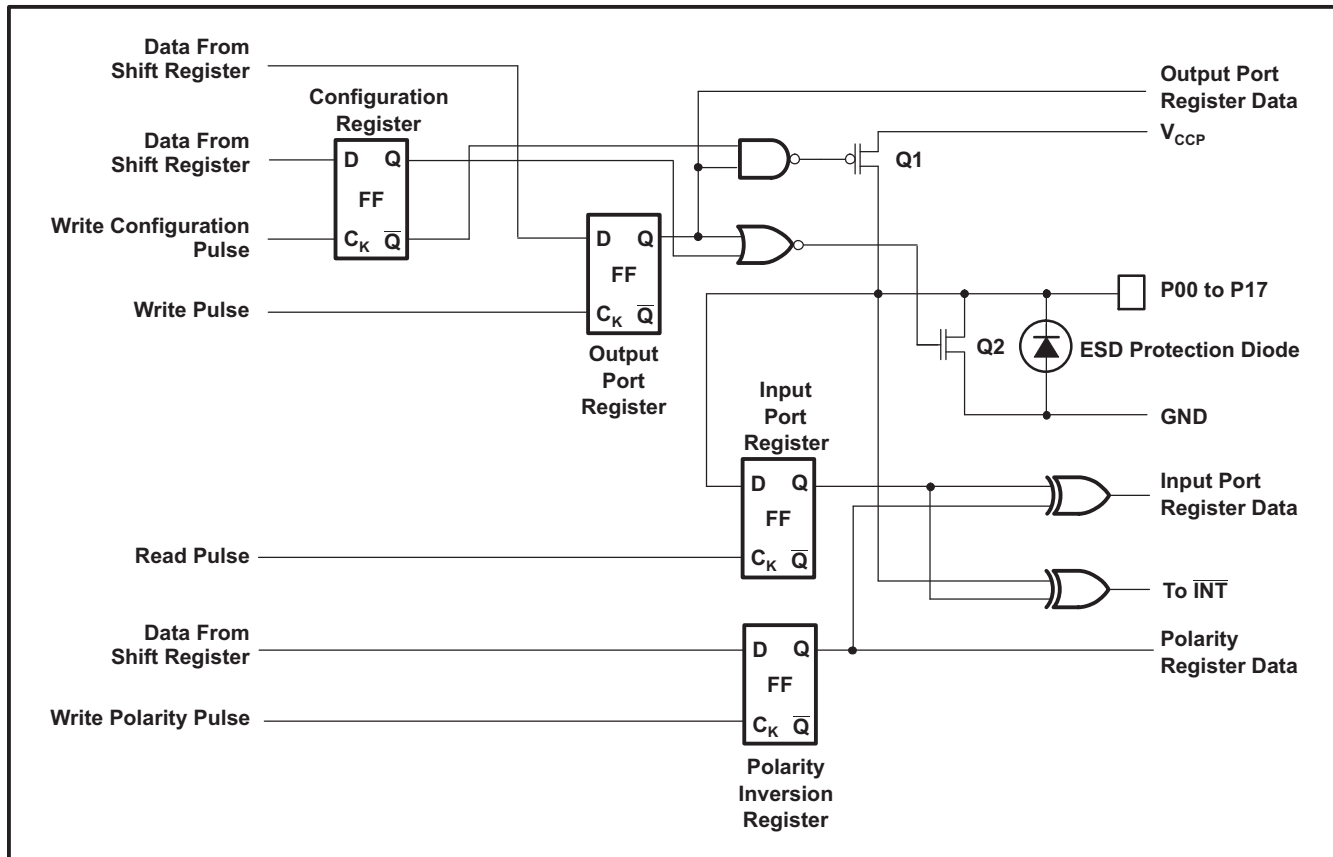 Data From
Shift Register
Configuration
Register
Data From
Shift Register
D Q
FF
CK Q̅
Write Configuration
Pulse
Write Pulse
D Q
FF
CK Q̅
Output
Port
Register
Output Port
Register Data
VCCP
Q1
P00 to P17
Q2
ESD Protection Diode
GND
Input
Port
Register
D Q
FF
CK Q̅
Read Pulse
Input Port
Register Data
To I̅N̅T̅
Data From
Shift Register
D Q
FF
CK Q̅
Write Polarity Pulse
Polarity
Register Data
Polarity
Inversion
Register